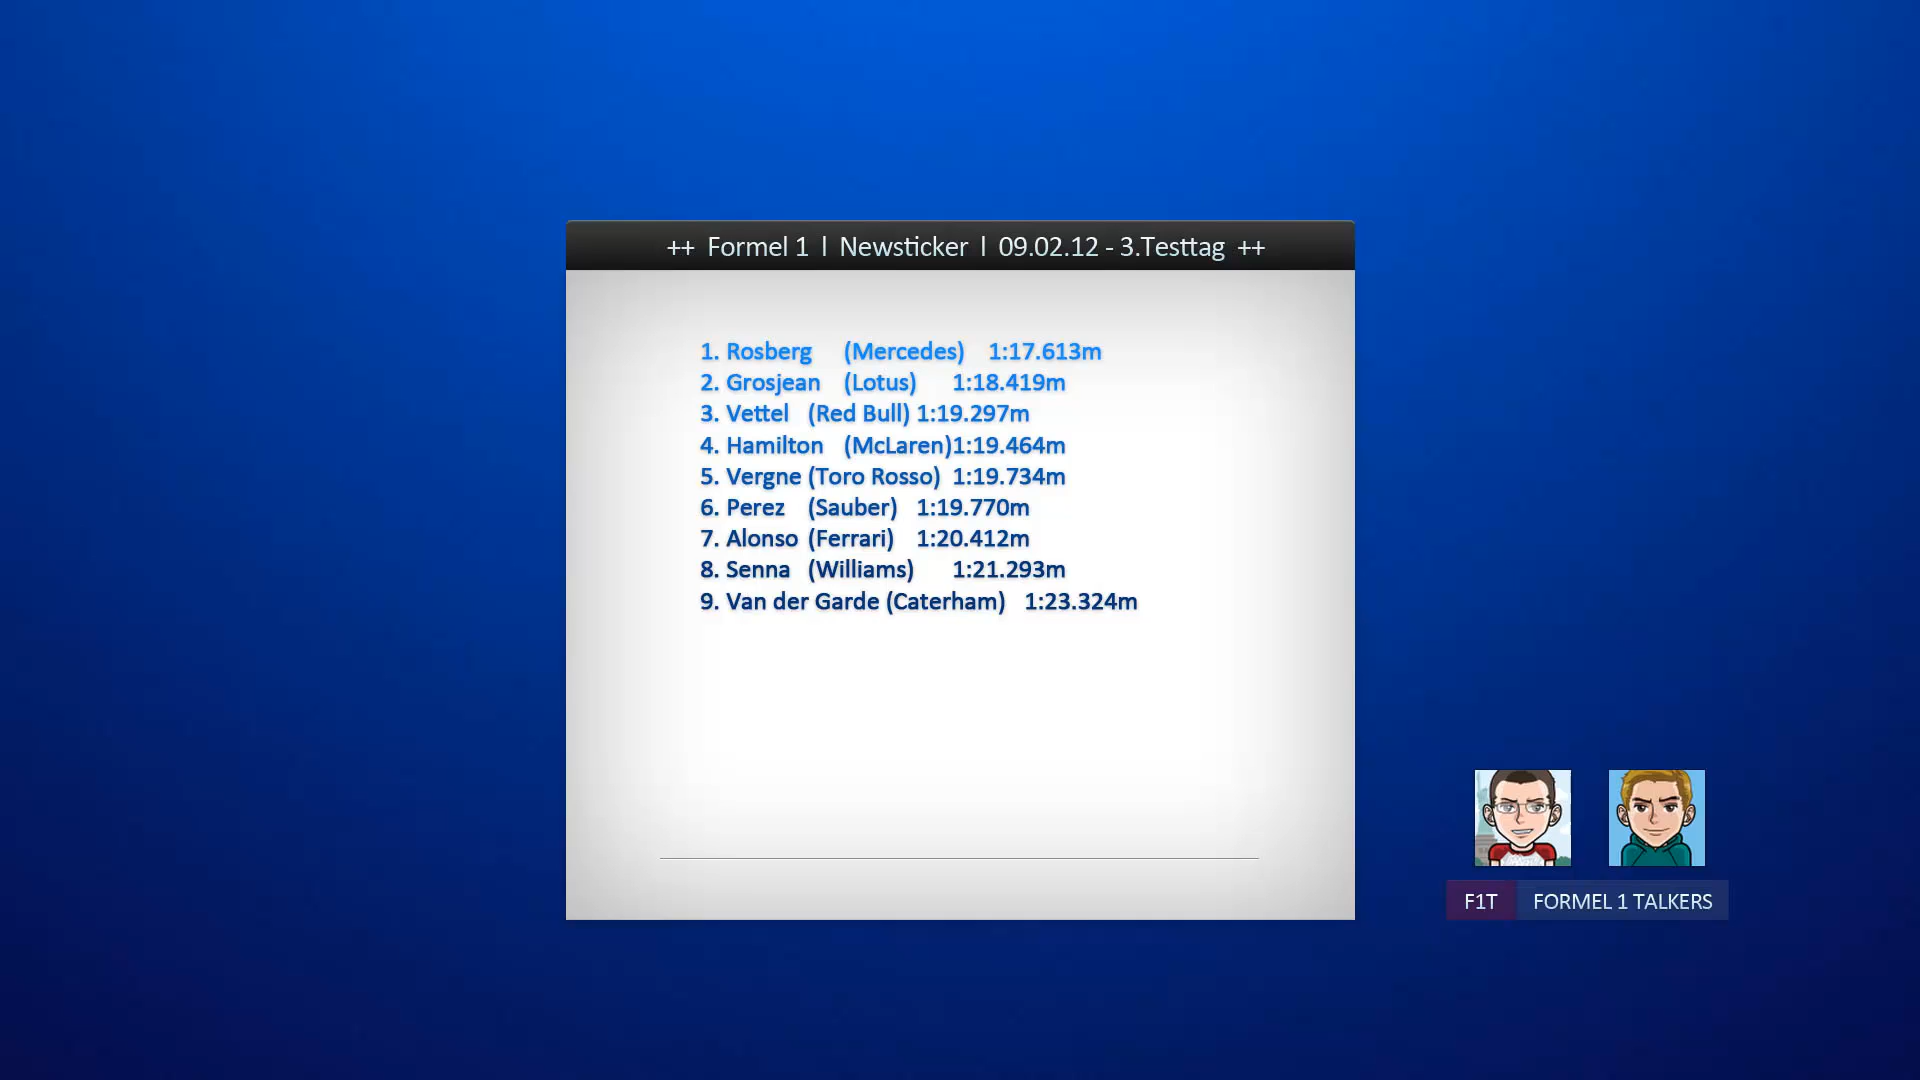 ++ Formel 1 l Newsticker l 09.02.12 - 3.Testtag ++
1. Rosberg (Mercedes) 1:17.613m
2. Grosjean (Lotus) 1:18.419m
3. Vettel (Red Bull) 1:19.297m
4. Hamilton (McLaren)1:19.464m
5. Vergne (Toro Rosso) 1:19.734m
6. Perez (Sauber) 1:19.770m
7. Alonso (Ferrari) 1:20.412m
8. Senna (Williams) 1:21.293m
9. Van der Garde (Caterham) 1:23.324m
F1T FORMEL 1 TALKERS